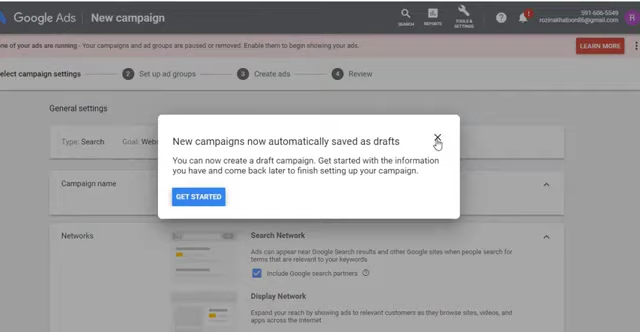 Google Ads New campaign
SEARCH REPORTS TOOLS & SETTINGS 591-606-5549
R
one of your ads are running - Your campaigns and ad groups are paused or removed. Enable them to begin showing your ads. LEARN MORE
elect campaign settings 2 Set up ad groups 3 Create ads 4 Review
General settings
Type: Search Goal: Webs
New campaigns now automatically saved as drafts
You can now create a draft campaign. Get started with the information
you have and come back later to finish setting up your campaign.
GET STARTED
Campaign name
Networks
Search Network
Ads can appear near Google Search results and other Google sites when people search for
terms that are relevant to your keywords
Include Google search partners
Display Network
Expand your reach by showing ads to relevant customers as they browse sites, videos, and
apps across the Internet